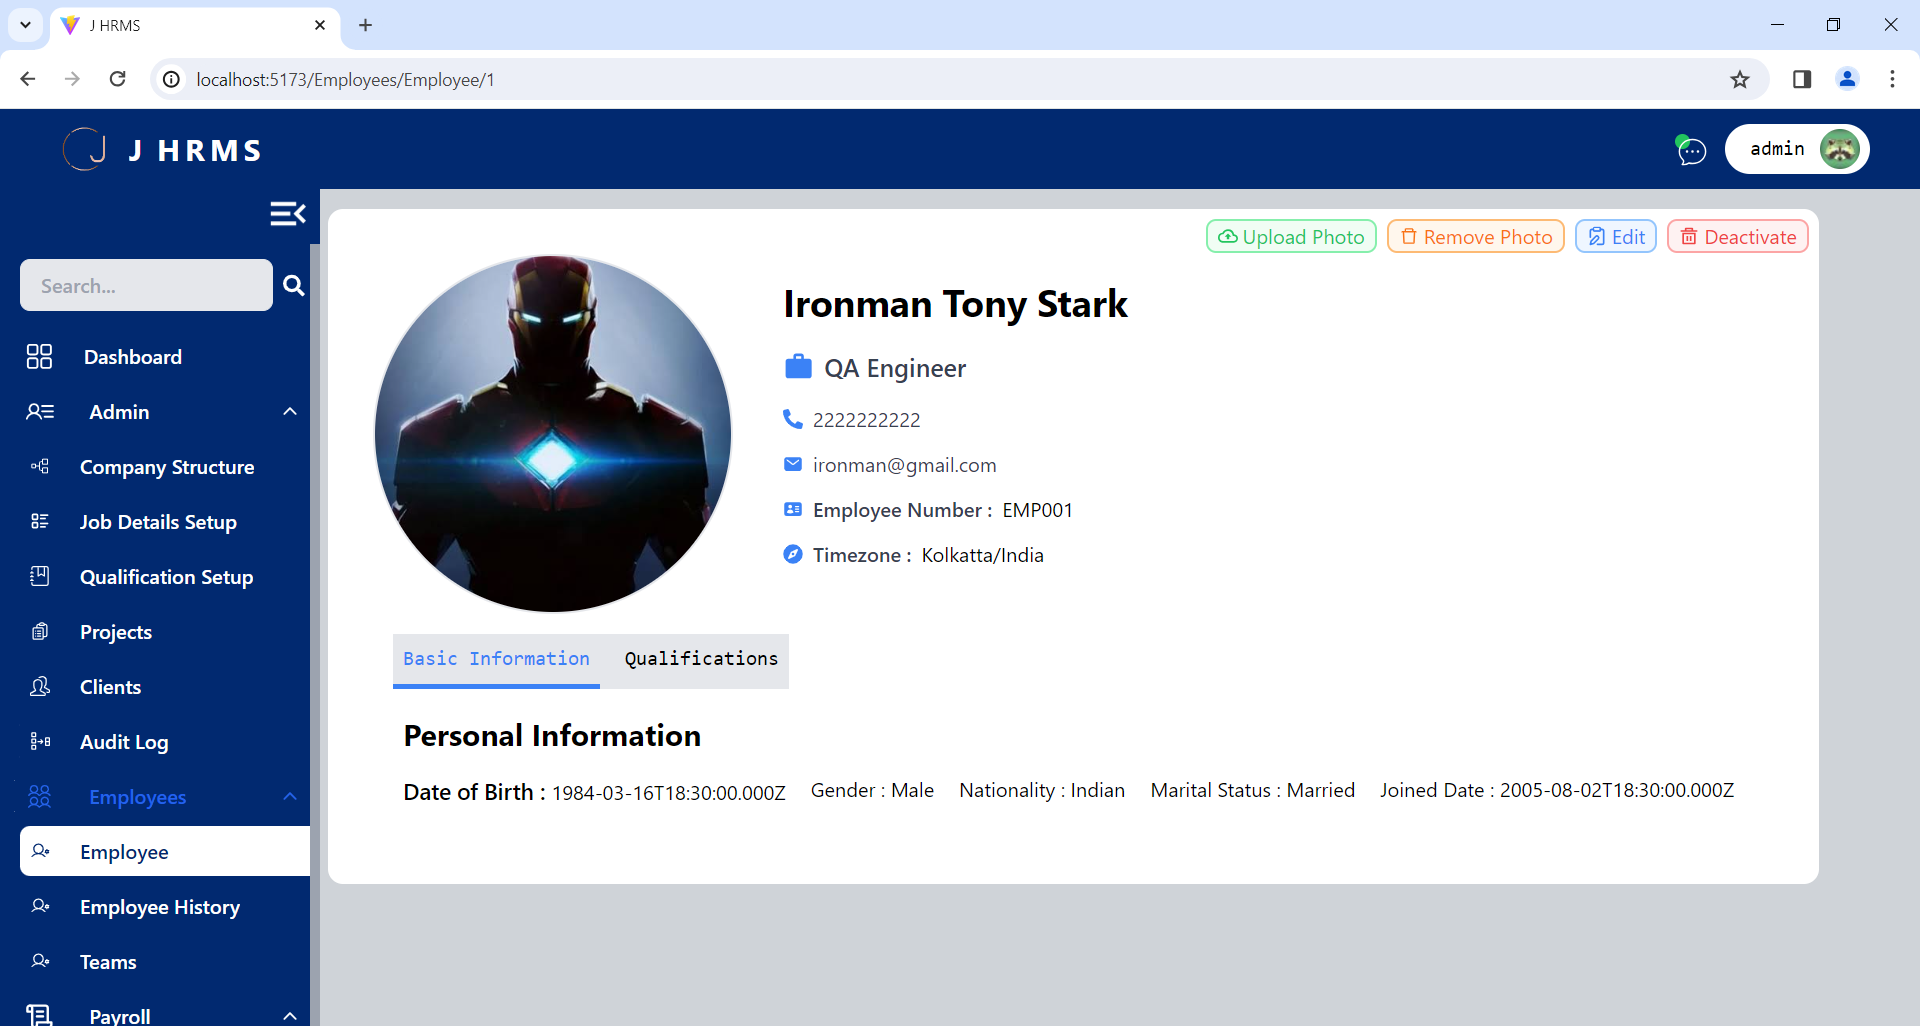 J HRMS
localhost:5173/Employees/Employee/1
J HRMS
admin
Search...
Dashboard
Admin
Company Structure
Job Details Setup
Qualification Setup
Projects
Clients
Audit Log
Employees
Employee
Employee History
Teams
Payroll
Upload Photo
Remove Photo
Edit
Deactivate
Ironman Tony Stark
QA Engineer
2222222222
ironman@gmail.com
Employee Number : EMP001
Timezone : Kolkatta/India
Basic Information Qualifications
Personal Information
Date of Birth : 1984-03-16T18:30:00.000Z Gender : Male Nationality : Indian Marital Status : Married Joined Date : 2005-08-02T18:30:00.000Z